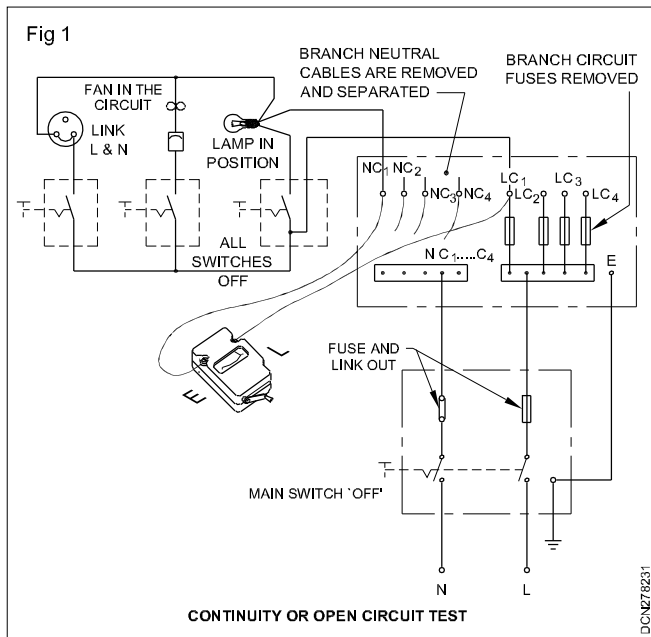 Fig 1
BRANCH NEUTRAL
CABLES ARE REMOVED
AND SEPARATED
BRANCH CIRCUIT
FUSES REMOVED
FAN IN THE
CIRCUIT
LINK
L & N
LAMP IN
POSITION
NC1 NC2
NC3 NC4
LC1
LC2
LC3
LC4
ALL
SWITCHES
OFF
N C1.....C4
E
L
E
FUSE AND
LINK OUT
MAIN SWITCH `OFF'
N
L
CONTINUITY OR OPEN CIRCUIT TEST
DCN278231